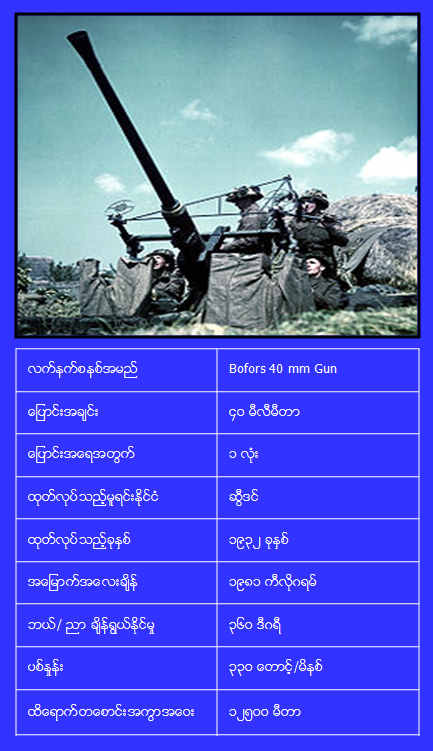 လက်နက်စနစ်အမည် Bofors 40 mm Gun
ပြောင်းအချင်း ၄၀ မီလီမီတာ
ပြောင်းအရေအတွက် ၁ လုံး
ထုတ်လုပ်သည့်မူရင်းနိုင်ငံ ဆွီဒင်
ထုတ်လုပ်သည့်ခုနှစ် ၁၉၃၂ ခုနှစ်
အမြောက်အလေးချိန် ၁၉၈၁ ကီလိုဂရမ်
ဘယ်/ ညာ ချိန်ရွယ်နိုင်မှု ၃၆၀ ဒီဂရီ
ပစ်နှုန်း ၃၃၀ တောင့်/မိနစ်
ထိရောက်တစောင်းအကွာအဝေး ၁၂၅၀၀ မီတာ